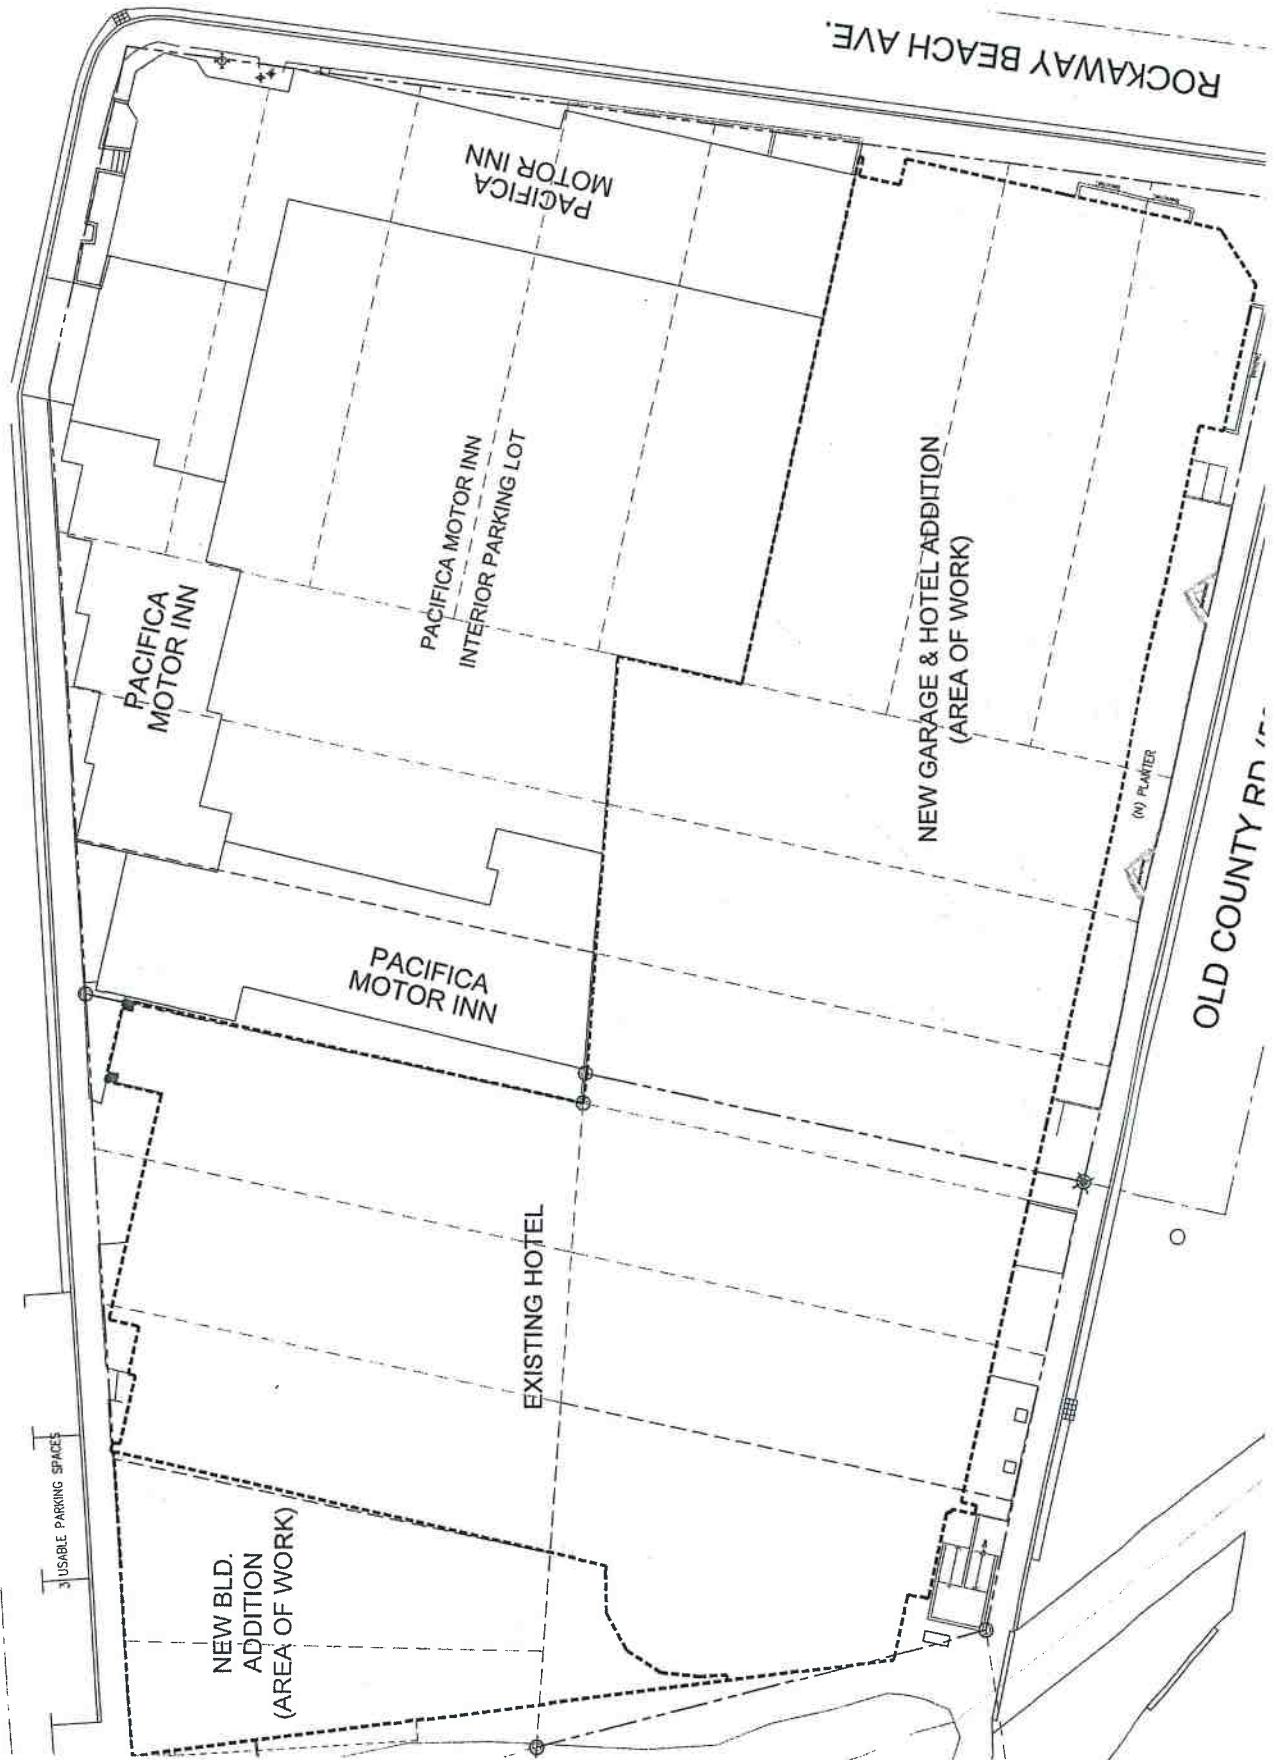 ROCKAWAY BEACH AVE.
PACIFICA
MOTOR INN
PACIFICA MOTOR INN
INTERIOR PARKING LOT
PACIFICA
MOTOR INN
NEW GARAGE & HOTEL ADDITION
(AREA OF WORK)
(N) PLANTER
PACIFICA
MOTOR INN
OLD COUNTY RD
EXISTING HOTEL
3 USABLE PARKING SPACES
NEW BLD.
ADDITION
(AREA OF WORK)